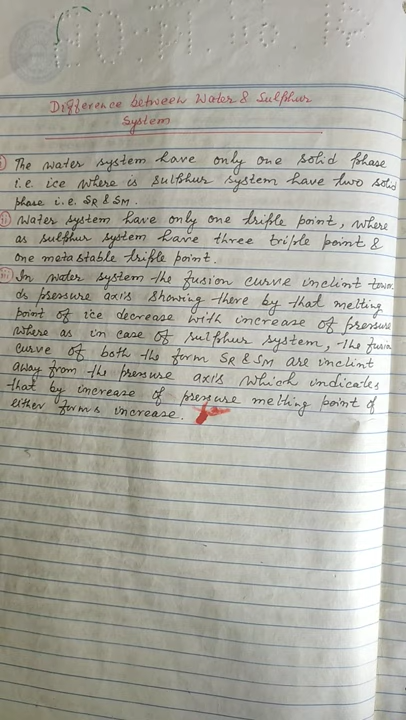 Difference between Water & Sulphur
System
i) The water system have only one solid phase
i.e. ice where is sulphur system have two solid
phase i.e. SR & SM.
ii) Water system have only one triple point, where
as sulphur system have three triple point &
one metastable triple point.
iii) In water system the fusion curve inclint towar
ds pressure axis showing there by that melting
point of ice decrease with increase of pressure
where as in case of sulphur system, the fusion
curve of both the form SR & SM are inclint
away from the pressure axis which indicates
that by increase of pressure melting point of
either forms increase.